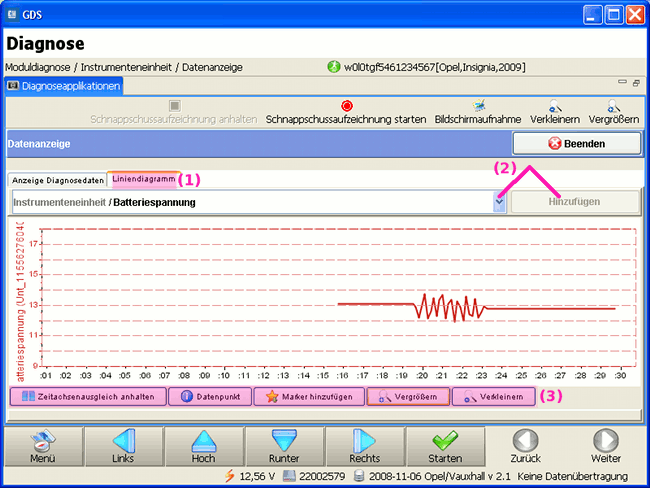 GDS
Diagnose
Moduldiagnose / Instrumenteneinheit / Datenanzeige w0l0tgf5461234567[Opel,Insignia,2009]
Diagnoseapplikationen
Schnappschussaufzeichnung anhalten Schnappschussaufzeichnung starten Bildschirmaufnahme Verkleinern Vergrößern
Datenanzeige Beenden
Anzeige Diagnosedaten Liniendiagramm (1) (2)
Instrumenteneinheit / Batteriespannung Hinzufügen
atteriespannung (Unt_1155627604(
17
15
13
11
9
:01 :02 :03 :04 :05 :06 :07 :08 :09 :10 :11 :12 :13 :14 :15 :16 :17 :18 :19 :20 :21 :22 :23 :24 :25 :26 :27 :28 :29 :30
Zeitachsenausgleich anhalten Datenpunkt Marker hinzufügen Vergrößern Verkleinern (3)
Menü Links Hoch Runter Rechts Starten Zurück Weiter
12,56 V 22002579 2008-11-06 Opel/Vauxhall v 2.1 Keine Datenübertragung